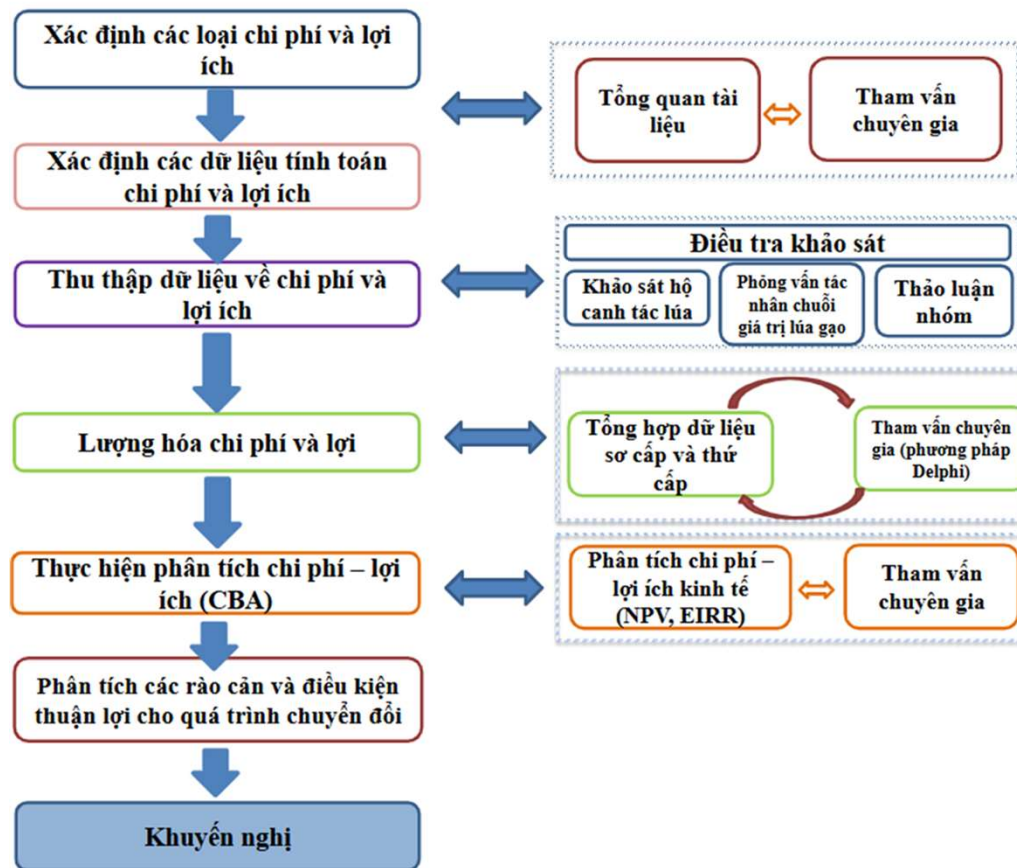 Xác định các loại chi phí và lợi
ích
Tổng quan tài
liệu
Tham vấn
chuyên gia
Xác định các dữ liệu tính toán
chi phí và lợi ích
Điều tra khảo sát
Thu thập dữ liệu về chi phí và
lợi ích
Khảo sát hộ
canh tác lúa
Phỏng vấn tác
nhân chuỗi
giá trị lúa gạo
Thảo luận
nhóm
Lượng hóa chi phí và lợi
Tổng hợp dữ liệu
sơ cấp và thứ
cấp
Tham vấn chuyên
gia (phương pháp
Delphi)
Thực hiện phân tích chi phí – lợi
ích (CBA)
Phân tích chi phí –
lợi ích kinh tế
(NPV, EIRR)
Tham vấn
chuyên gia
Phân tích các rào cản và điều kiện
thuận lợi cho quá trình chuyển đổi
Khuyến nghị